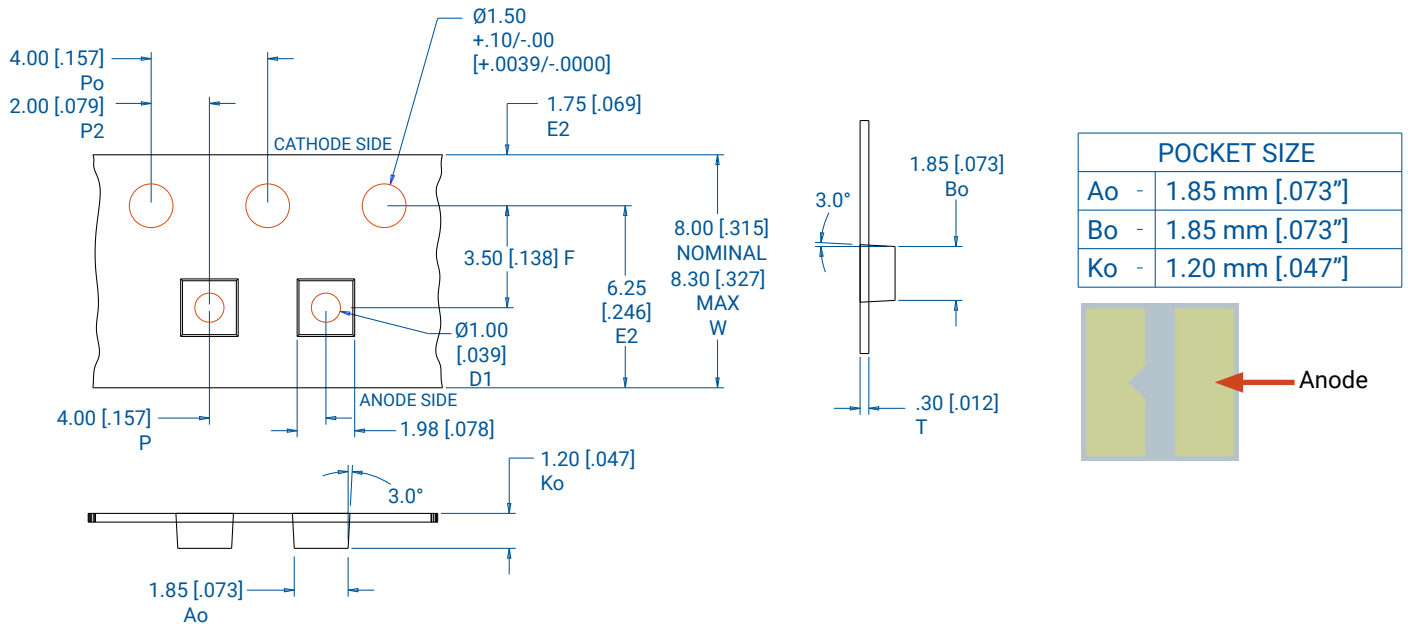 Ø1.50
+.10/-.00
[+.0039/-.0000]
4.00 [.157]
Po
2.00 [.079]
P2
1.75 [.069]
E2
CATHODE SIDE
3.50 [.138] F
6.25
[.246]
E2
8.00 [.315]
NOMINAL
8.30 [.327]
MAX
W
Ø1.00
[.039]
D1
ANODE SIDE
4.00 [.157]
P
1.98 [.078]
1.20 [.047]
Ko
3.0°
1.85 [.073]
Ao
1.85 [.073]
Bo
3.0°
.30 [.012]
T
POCKET SIZE
Ao - 1.85 mm [.073”]
Bo - 1.85 mm [.073”]
Ko - 1.20 mm [.047”]
Anode